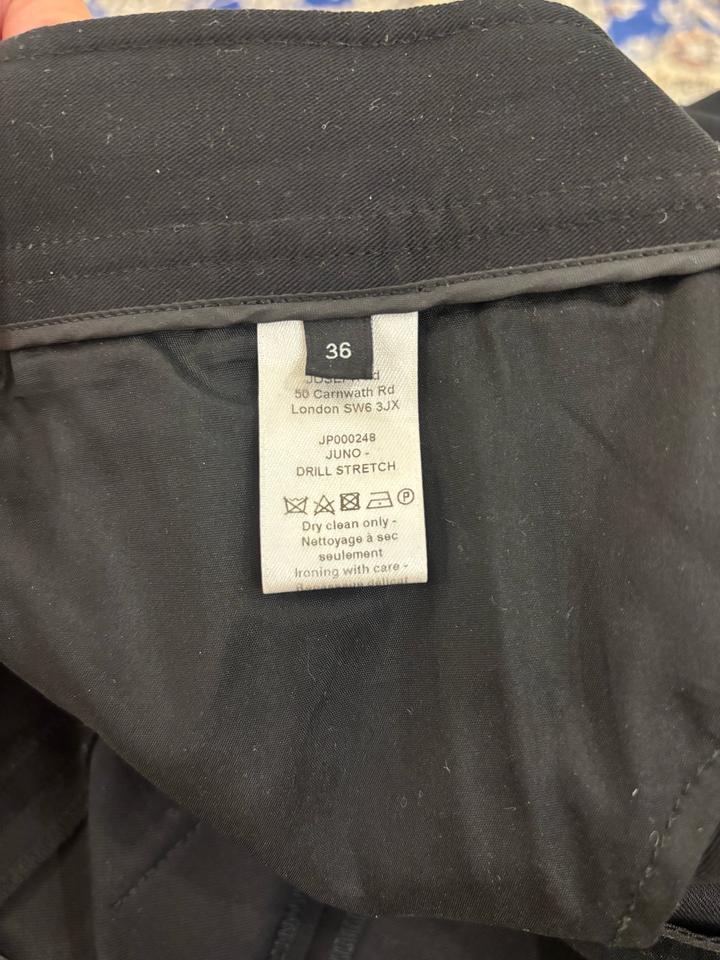 36
50 Carnwath Rd
London SW6 3JX
JP000248
JUNO -
DRILL STRETCH
P
Dry clean only -
Nettoyage à sec
seulement
Ironing with care -